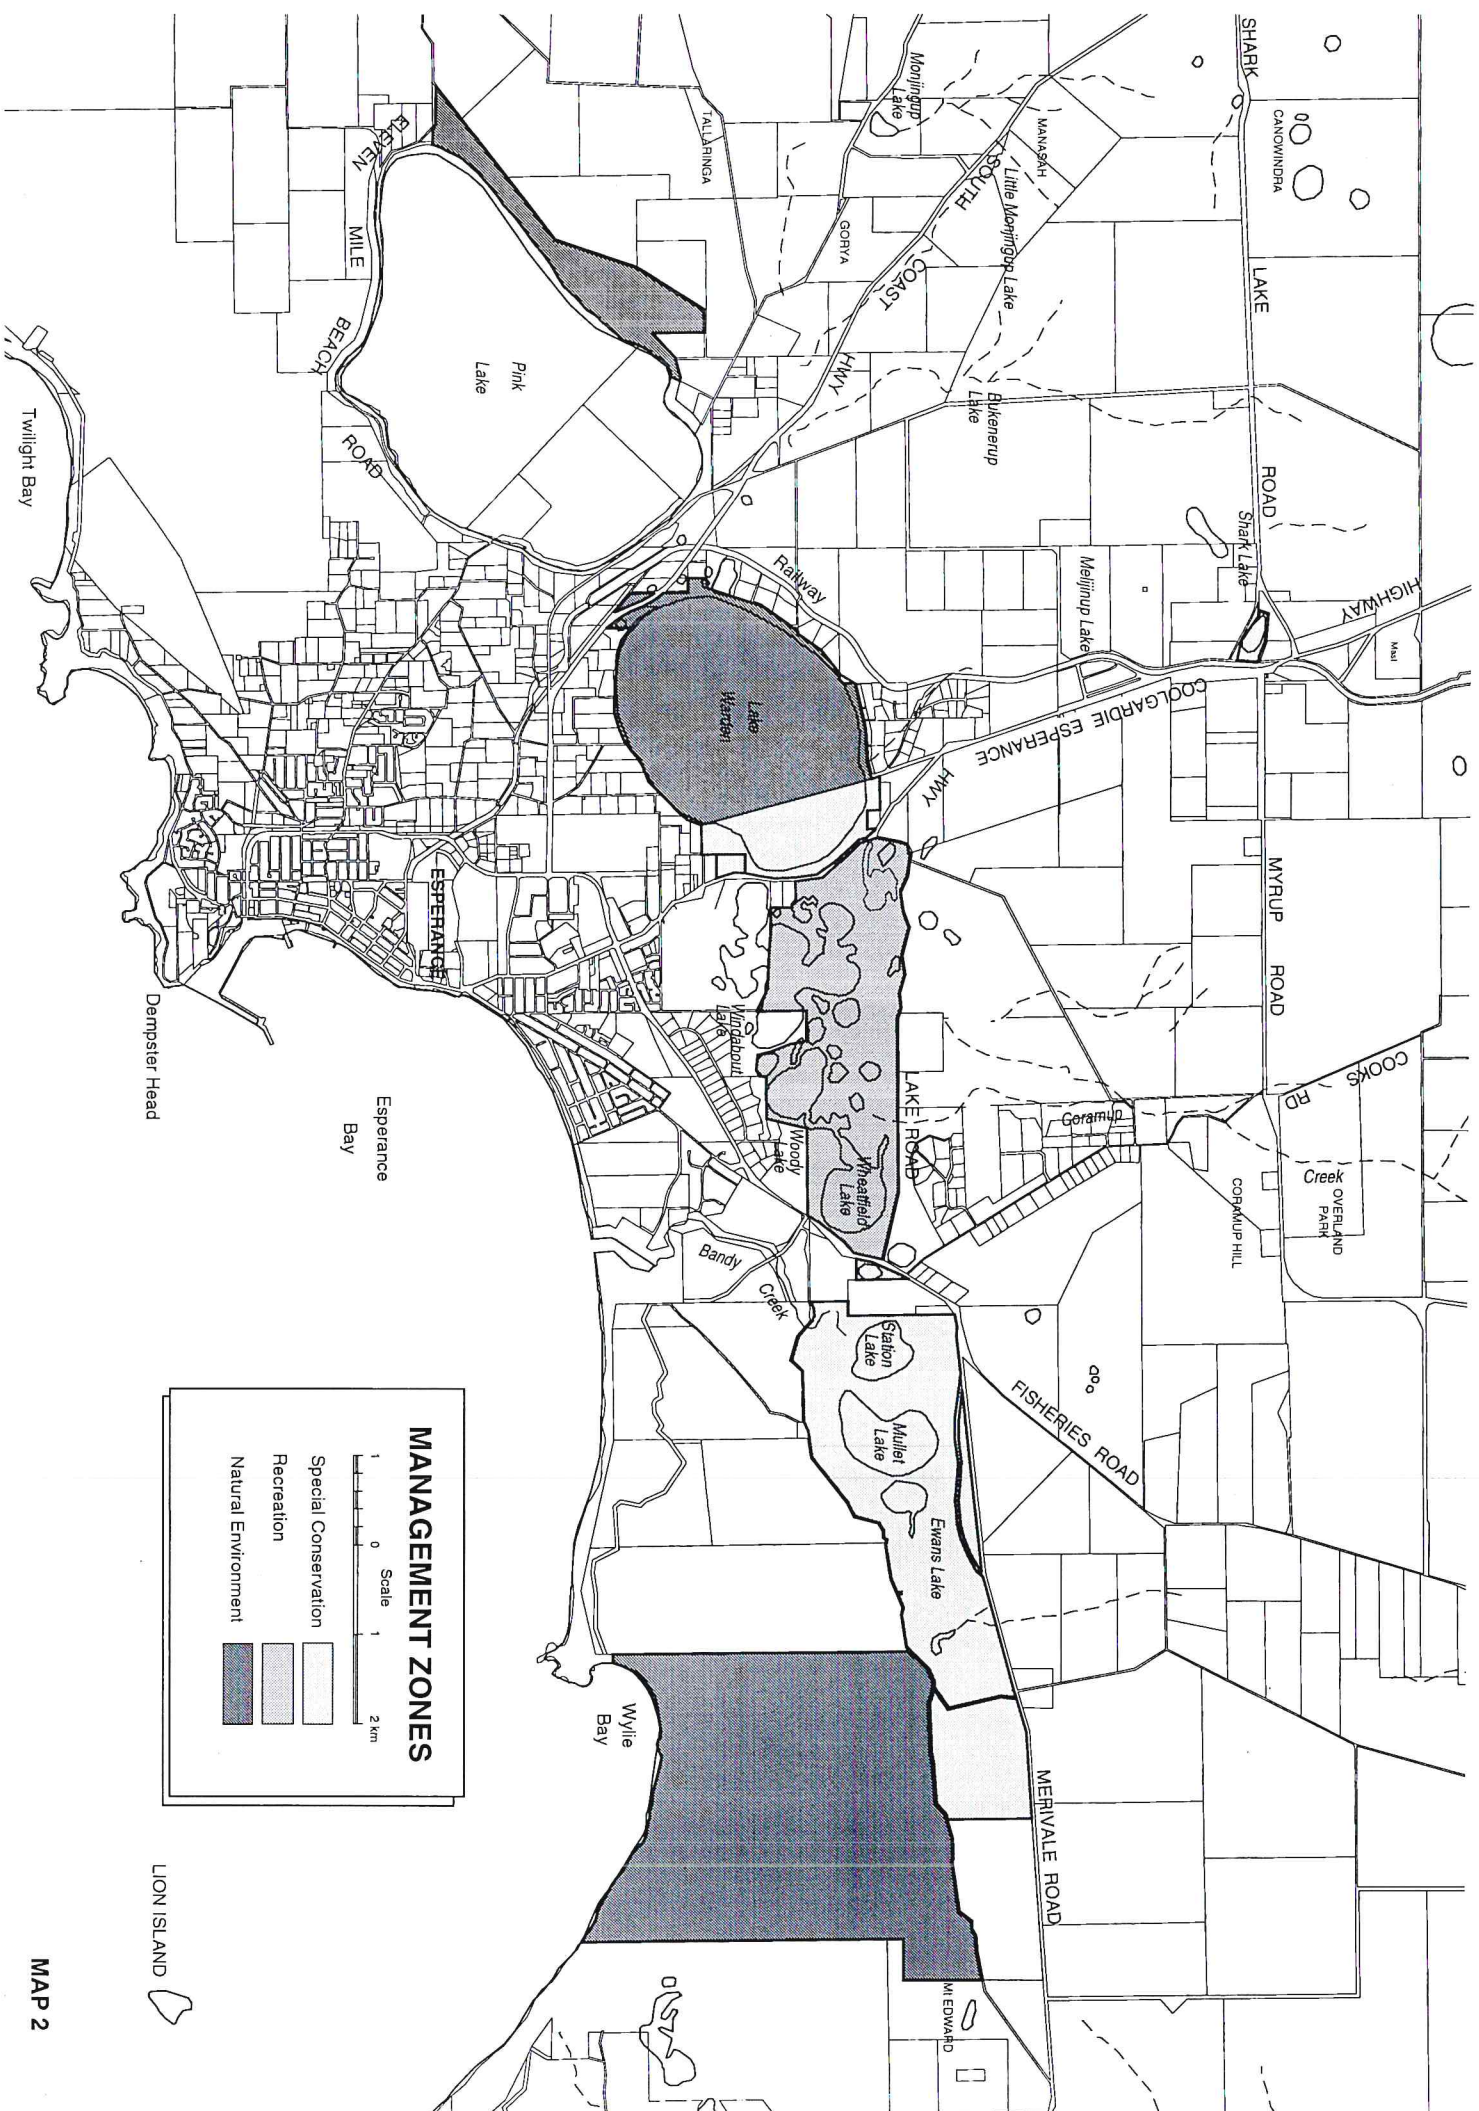 SHARK
LAKE
ROAD
CANOWINDRA
MANASAH
Monjingup
Lake
Little Monjingup Lake
SOUTH
COAST
HWY
GORYA
TALLARINGA
ELEVEN
MILE
BEACH
ROAD
Pink
Lake
Bukenerup
Lake
Shark Lake
HIGHWAY
Melijinup Lake
Railway
COOLGARDIE ESPERANCE
HWY
Lake
Warden
MYRUP
ROAD
COOKS
RD
Coramup
Creek
OVERLAND
PARK
CORAMUP HILL
LAKE ROAD
Windabout
Lake
Woody
Lake
Wheatfield
Lake
Bandy
Creek
Station
Lake
Mullet
Lake
Ewans Lake
FISHERIES ROAD
MERIVALE ROAD
Mt EDWARD
Wylie
Bay
ESPERANCE
Twilight Bay
Dempster Head
Esperance
Bay
LION ISLAND
MANAGEMENT ZONES
Scale
1 0 1 2 km
Special Conservation
Recreation
Natural Environment
MAP 2